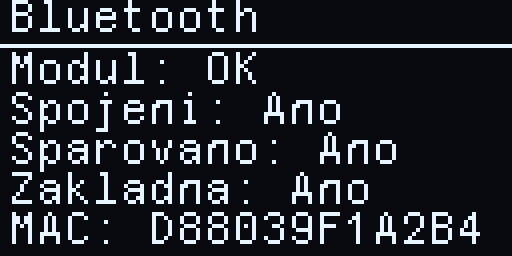 Bluetooth
Modul: OK
Spojeni: Ano
Sparovano: Ano
Zakladna: Ano
MAC: D88039F1A2B4